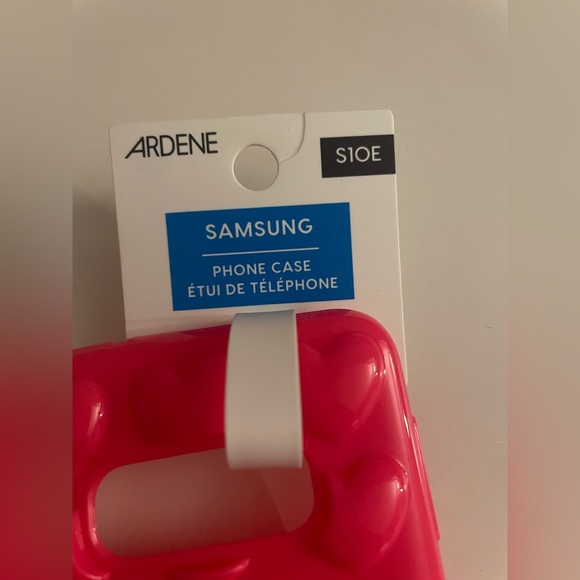 ARDENE
S10E
SAMSUNG
PHONE CASE
ÉTUI DE TÉLÉPHONE